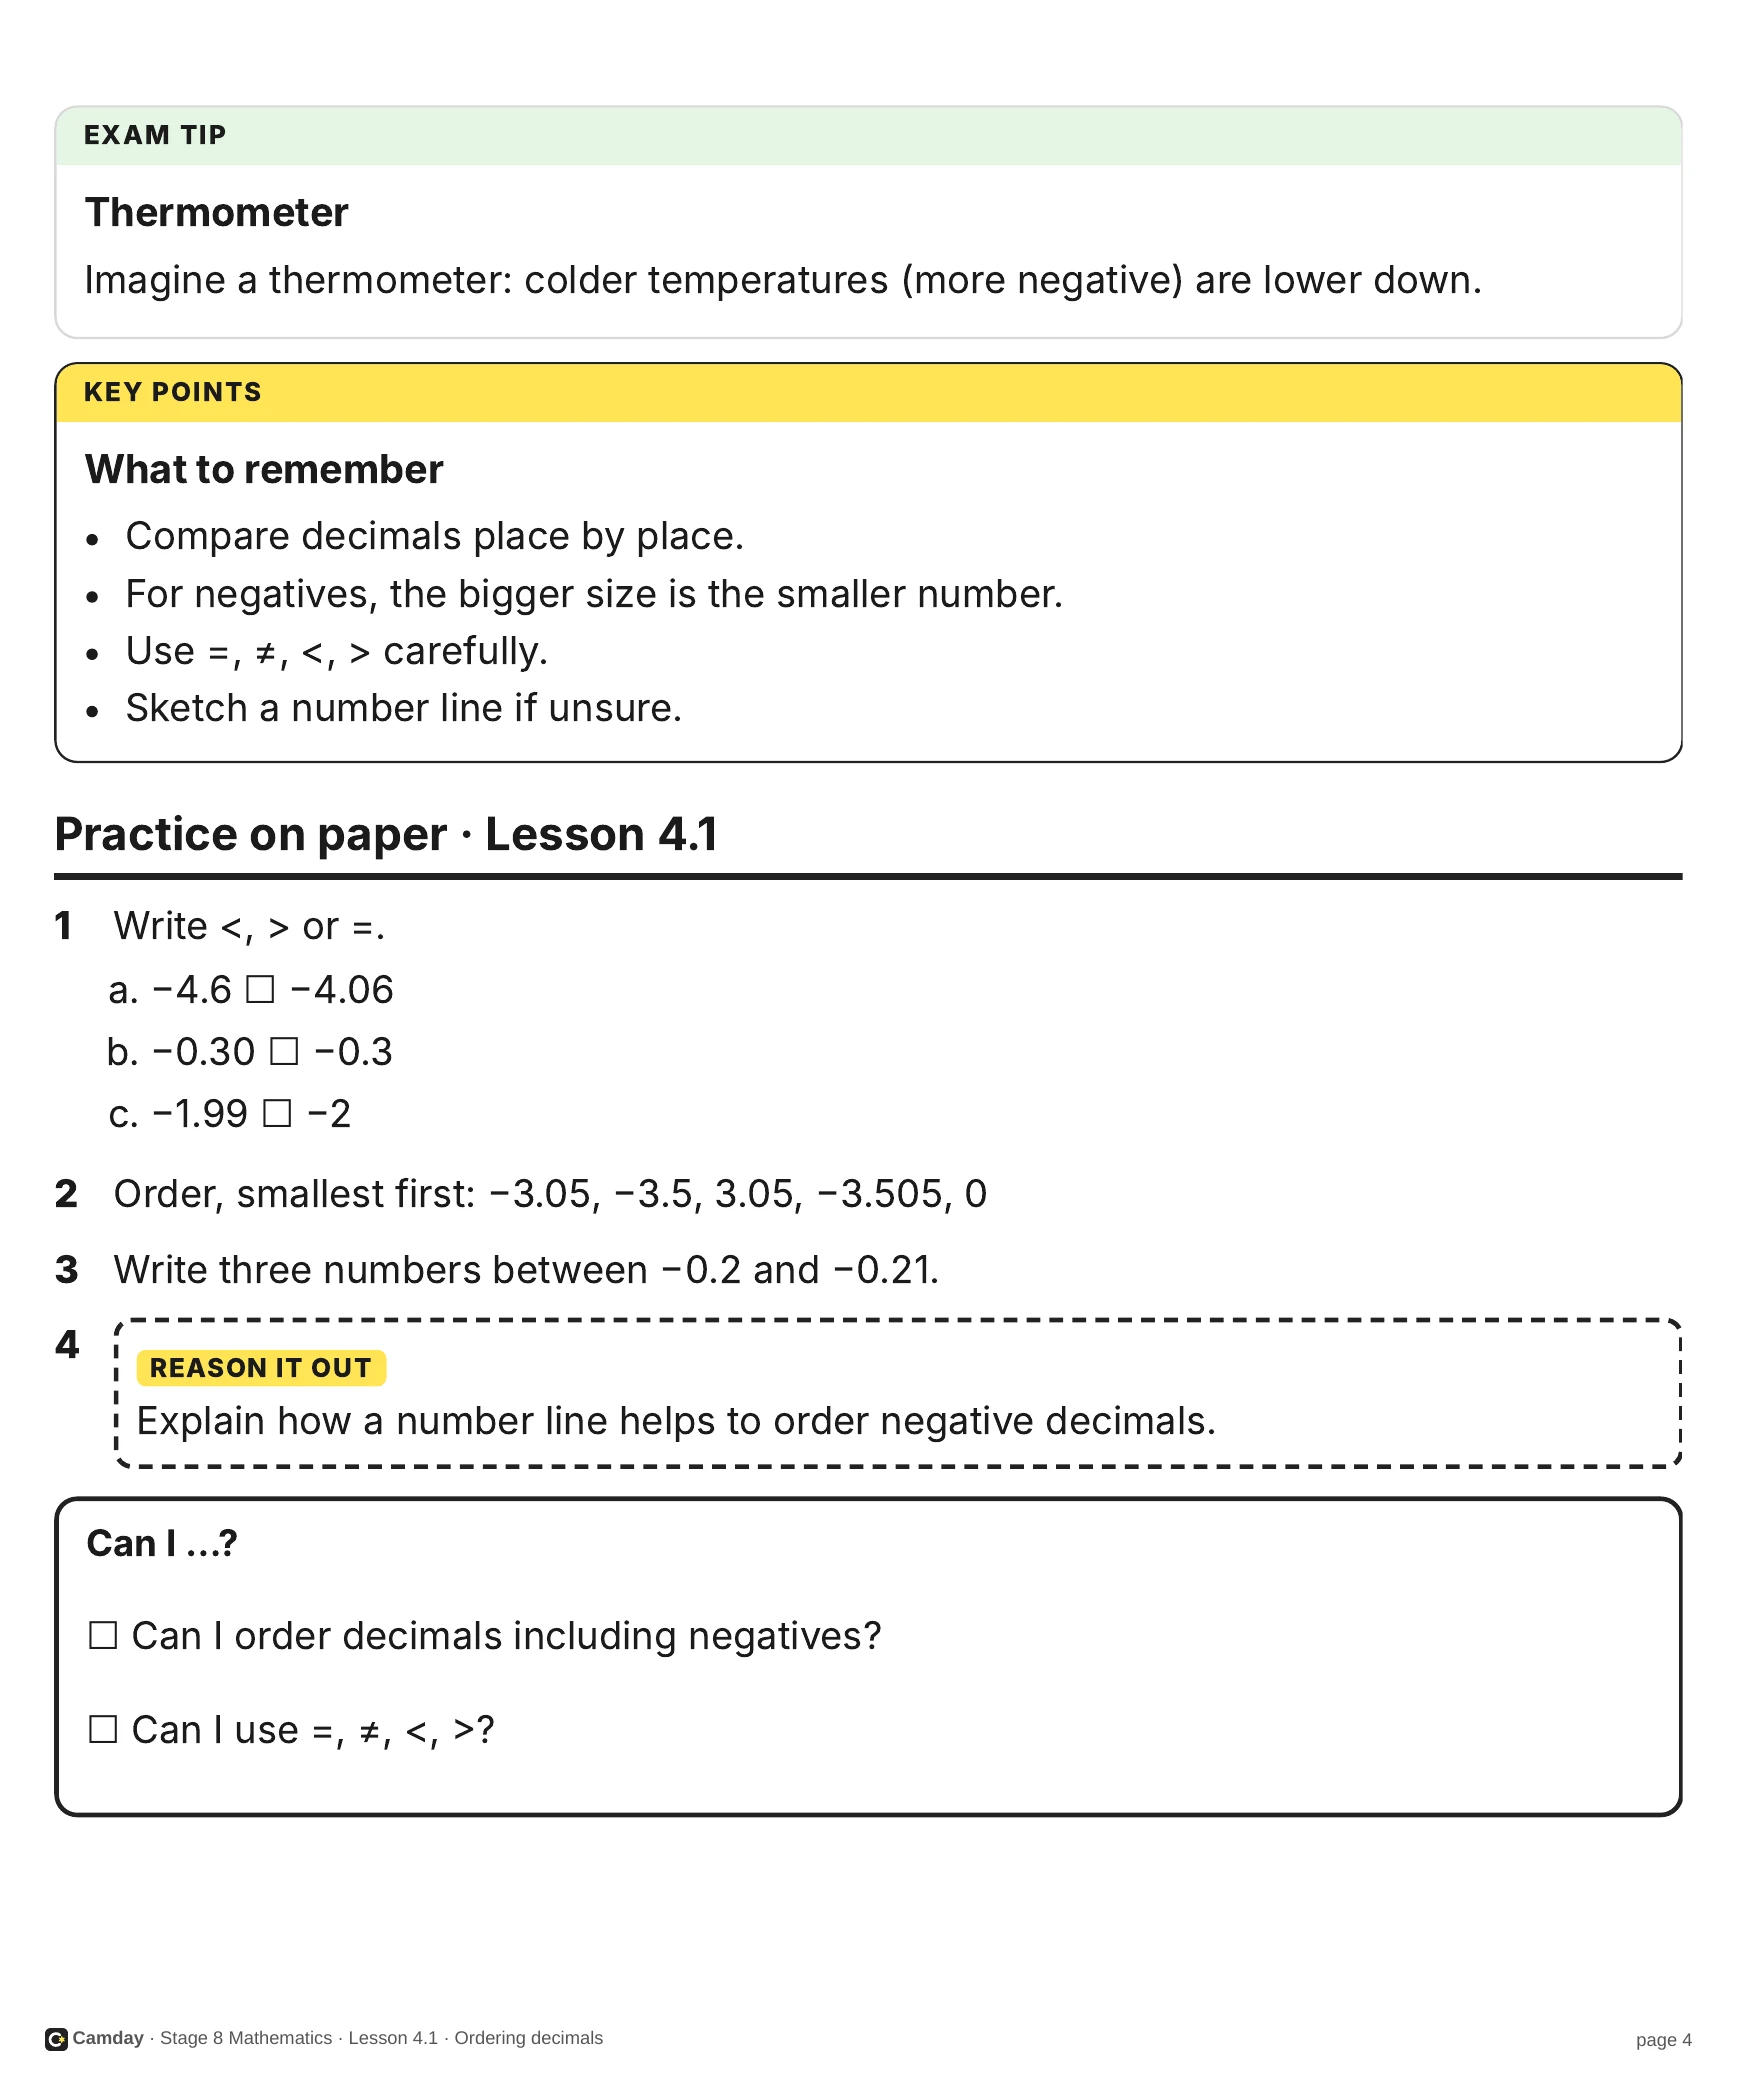 EXAM TIP
Thermometer
Imagine a thermometer: colder temperatures (more negative) are lower down.
KEY POINTS
What to remember
• Compare decimals place by place.
• For negatives, the bigger size is the smaller number.
• Use =, ≠, <, > carefully.
• Sketch a number line if unsure.
Practice on paper · Lesson 4.1
1 Write <, > or =.
a. −4.6 □ −4.06
b. −0.30 □ −0.3
c. −1.99 □ −2
2 Order, smallest first: −3.05, −3.5, 3.05, −3.505, 0
3 Write three numbers between −0.2 and −0.21.
4 REASON IT OUT
Explain how a number line helps to order negative decimals.
Can I …?
□ Can I order decimals including negatives?
□ Can I use =, ≠, <, >?
Camday · Stage 8 Mathematics · Lesson 4.1 · Ordering decimals
page 4